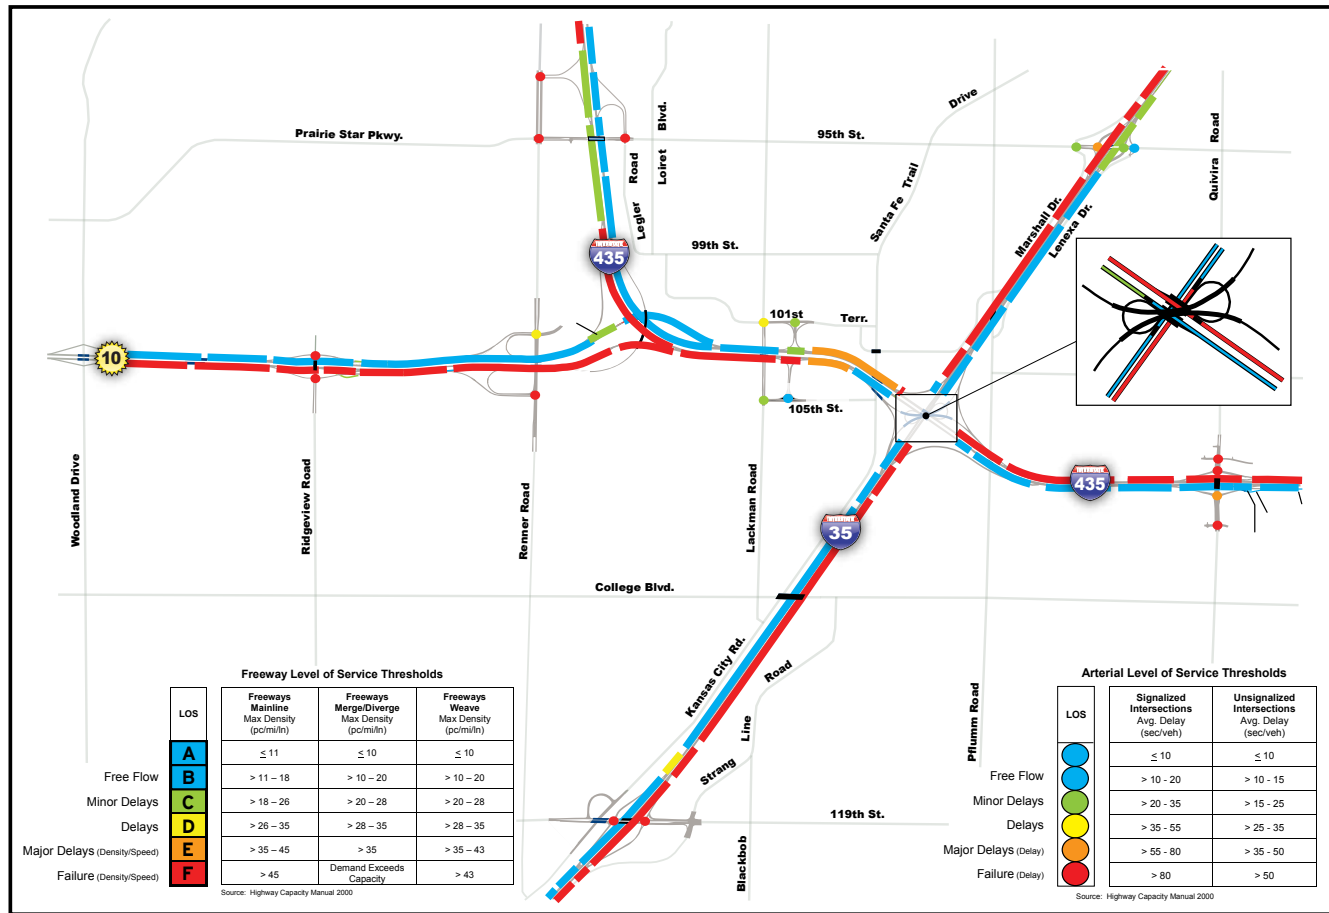 Prairie Star Pkwy.
Legler Road
Loiret Blvd.
95th St.
Santa Fe Trail Drive
Marshall Dr.
Lenexa Dr.
Quivira Road
INTERSTATE
435
99th St.
101st Terr.
10
105th St.
Woodland Drive
Ridgeview Road
Renner Road
Lackman Road
INTERSTATE
435
INTERSTATE
35
College Blvd.
Kansas City Rd.
Strang Line Road
Pflumm Road
119th St.
Blackbob
Freeway Level of Service Thresholds
LOS
Freeways Mainline Max Density (pc/mi/ln)
Freeways Merge/Diverge Max Density (pc/mi/ln)
Freeways Weave Max Density (pc/mi/ln)
A ≤ 11 ≤ 10 ≤ 10
Free Flow B > 11 – 18 > 10 – 20 > 10 – 20
Minor Delays C > 18 – 26 > 20 – 28 > 20 – 28
Delays D > 26 – 35 > 28 – 35 > 28 – 35
Major Delays (Density/Speed) E > 35 – 45 > 35 > 35 – 43
Failure (Density/Speed) F > 45 Demand Exceeds Capacity > 43
Source: Highway Capacity Manual 2000
Arterial Level of Service Thresholds
LOS
Signalized Intersections Avg. Delay (sec/veh)
Unsignalized Intersections Avg. Delay (sec/veh)
≤ 10 ≤ 10
Free Flow > 10 - 20 > 10 - 15
Minor Delays > 20 - 35 > 15 - 25
Delays > 35 - 55 > 25 - 35
Major Delays (Delay) > 55 - 80 > 35 - 50
Failure (Delay) > 80 > 50
Source: Highway Capacity Manual 2000